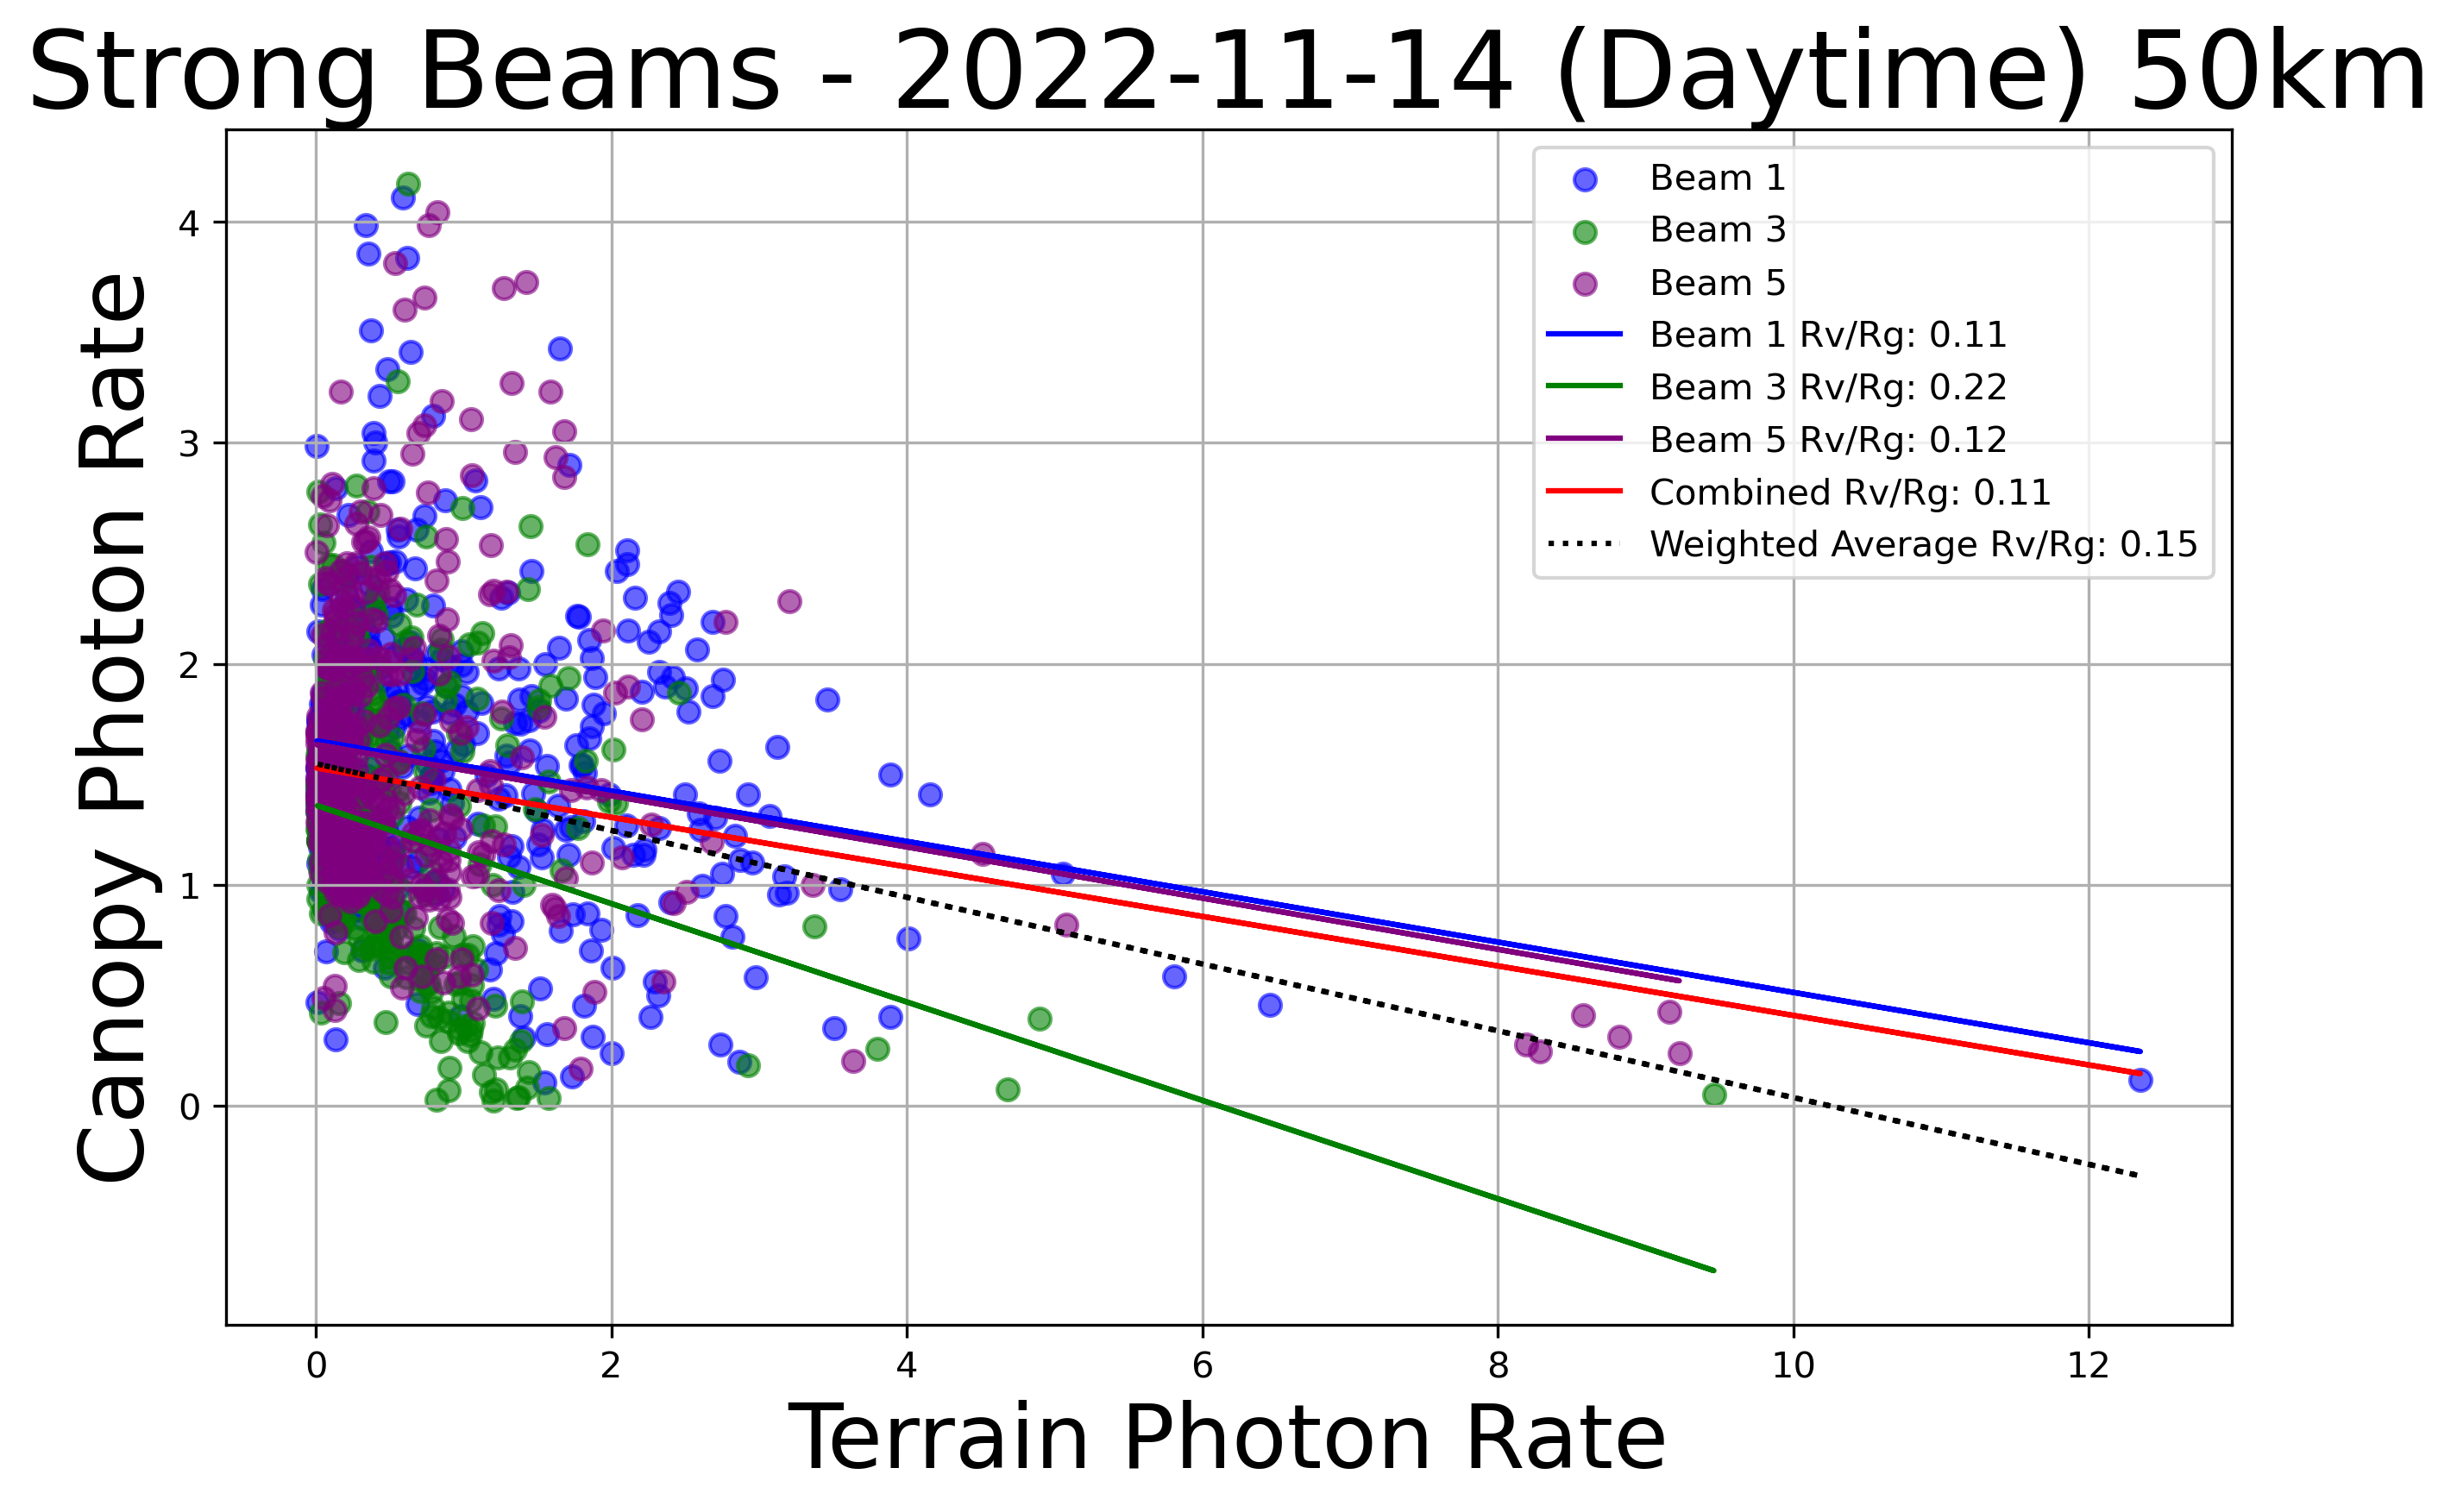 Strong Beams - 2022-11-14 (Daytime) 50km
Canopy Photon Rate
4
3
2
1
0
Beam 1
Beam 3
Beam 5
Beam 1 Rv/Rg: 0.11
Beam 3 Rv/Rg: 0.22
Beam 5 Rv/Rg: 0.12
Combined Rv/Rg: 0.11
Weighted Average Rv/Rg: 0.15
0 2 4 6 8 10 12
Terrain Photon Rate